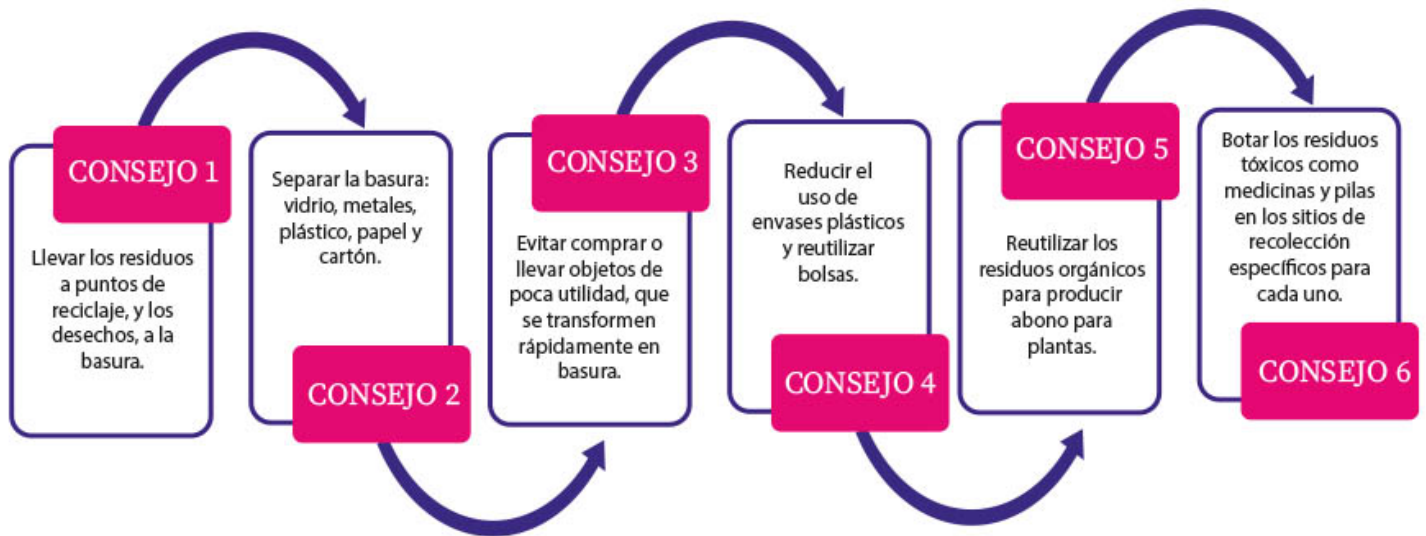 CONSEJO 1
Llevar los residuos
a puntos de
reciclaje, y los
desechos, a la
basura.
Separar la basura:
vidrio, metales,
plástico, papel y
cartón.
CONSEJO 2
CONSEJO 3
Evitar comprar o
llevar objetos de
poca utilidad, que
se transformen
rápidamente en
basura.
Reducir el
uso de
envases plásticos
y reutilizar
bolsas.
CONSEJO 4
CONSEJO 5
Reutilizar los
residuos orgánicos
para producir
abono para
plantas.
Botar los residuos
tóxicos como
medicinas y pilas
en los sitios de
recolección
específicos para
cada uno.
CONSEJO 6